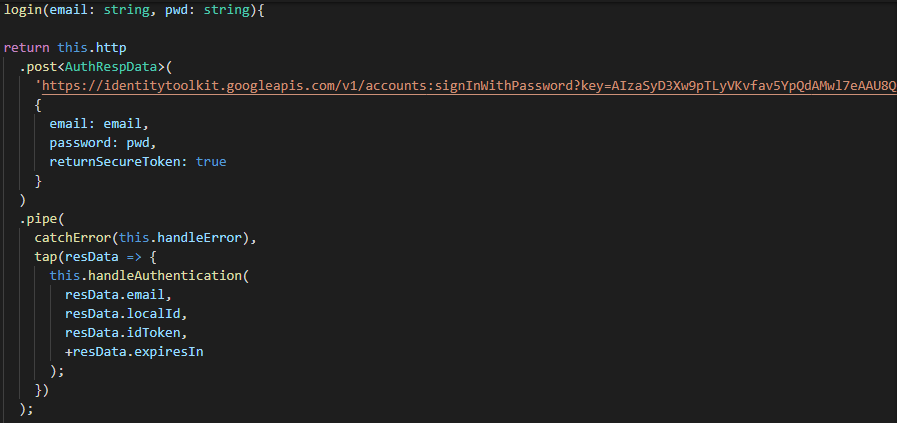 login(email: string, pwd: string){
return this.http
.post<AuthRespData>(
'https://identitytoolkit.googleapis.com/v1/accounts:signInWithPassword?key=AIzaSyD3Xw9pTLyVKvfav5YpQdAMwl7eAAU8Q
{
email: email,
password: pwd,
returnSecureToken: true
}
)
.pipe(
catchError(this.handleError),
tap(resData => {
this.handleAuthentication(
resData.email,
resData.localId,
resData.idToken,
+resData.expiresIn
);
})
);